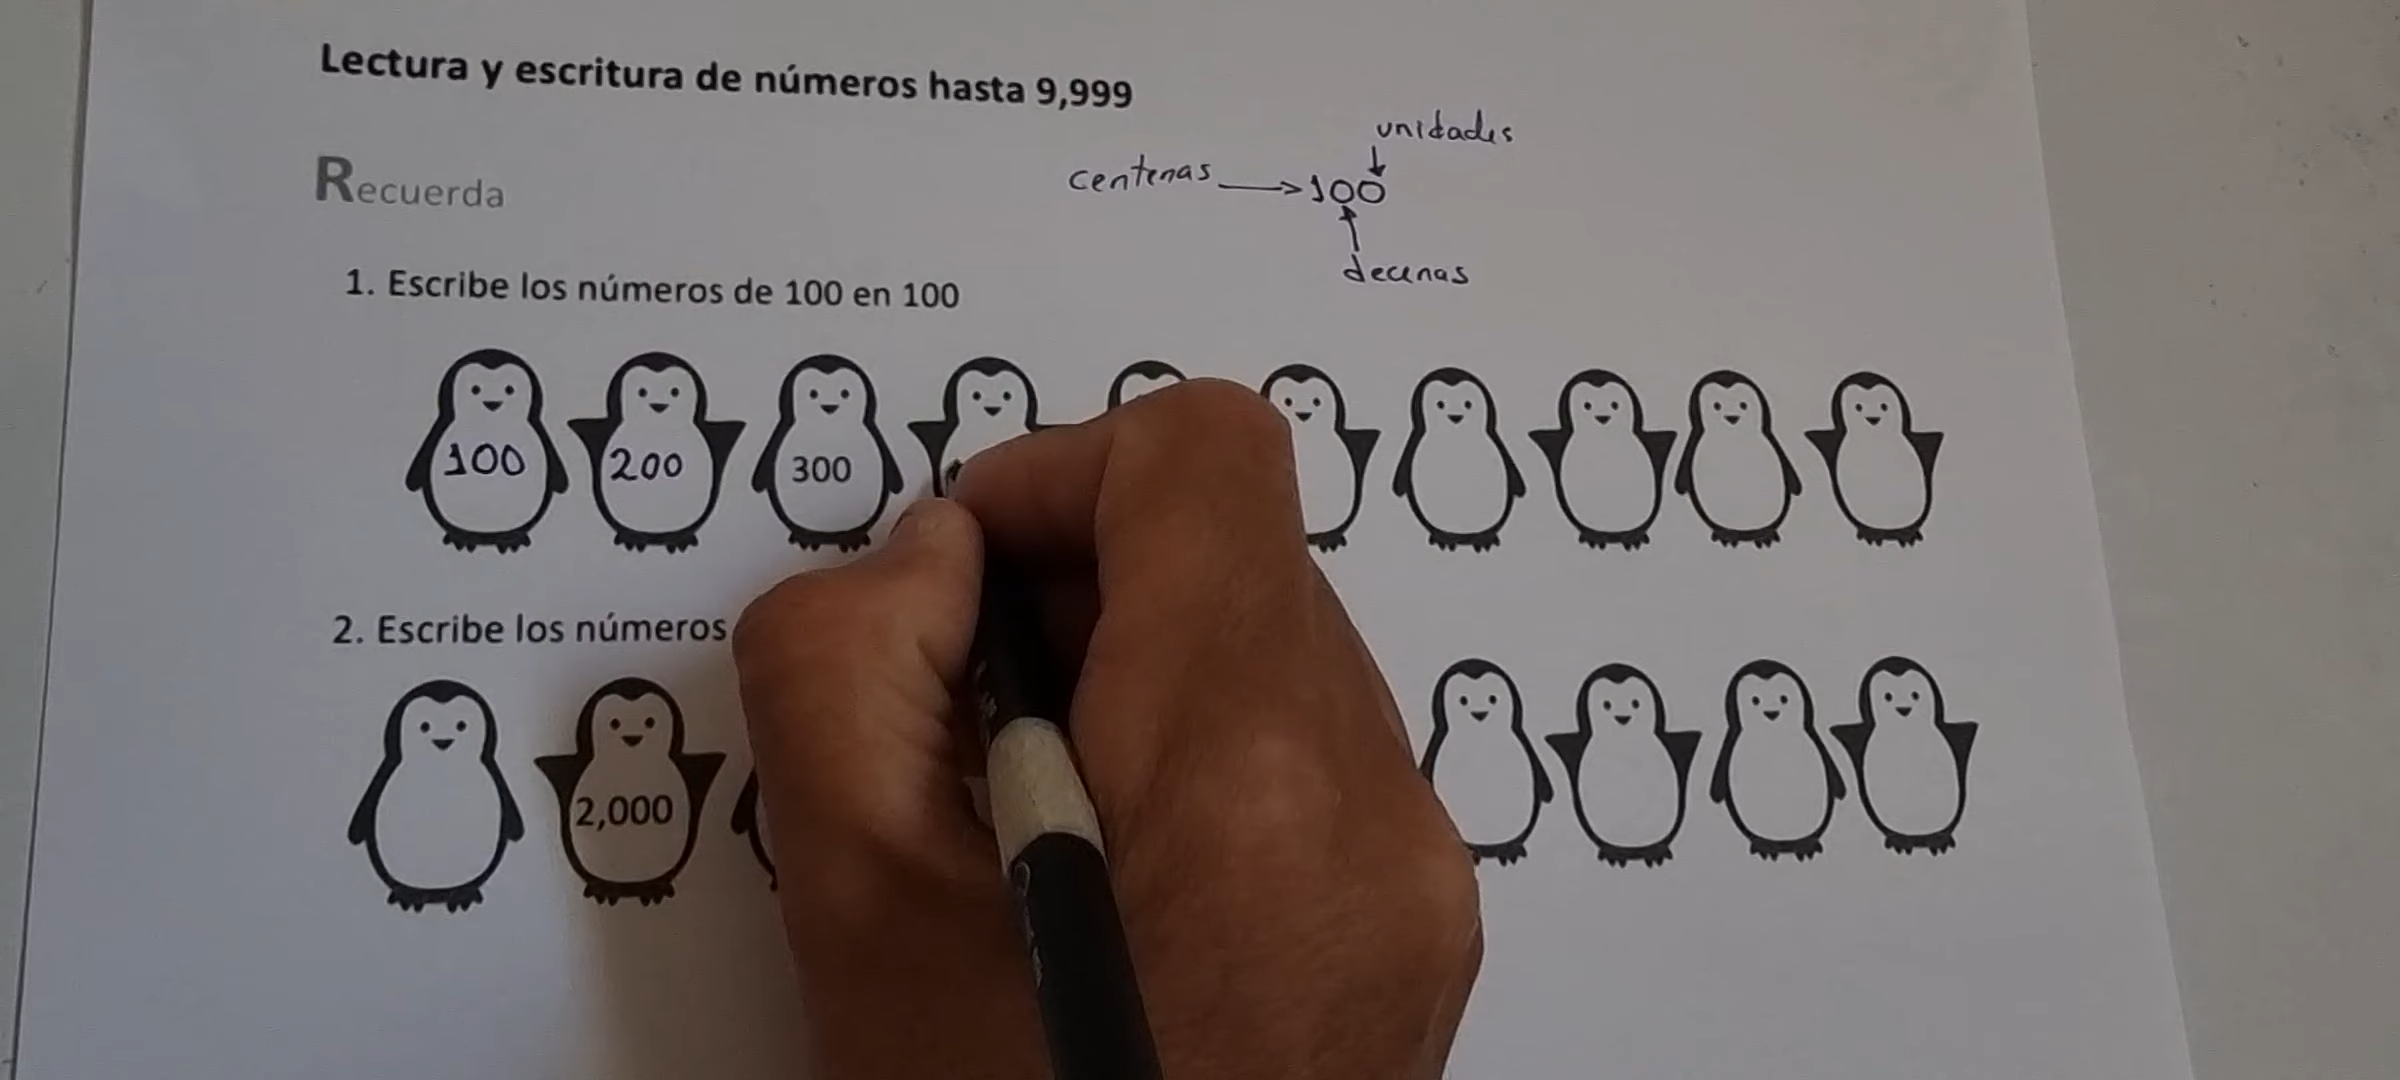 Lectura y escritura de números hasta 9,999
unidades
Recuerda
centenas 100
decenas
1. Escribe los números de 100 en 100
100 200 300
2. Escribe los números
2,000